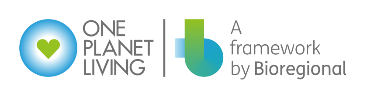 ONE
PLANET
LIVING
A
framework
by Bioregional